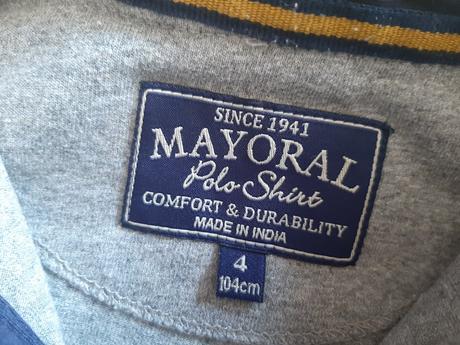 SINCE 1941
MAYORAL
Polo Shirt
COMFORT & DURABILITY
MADE IN INDIA
4
104cm